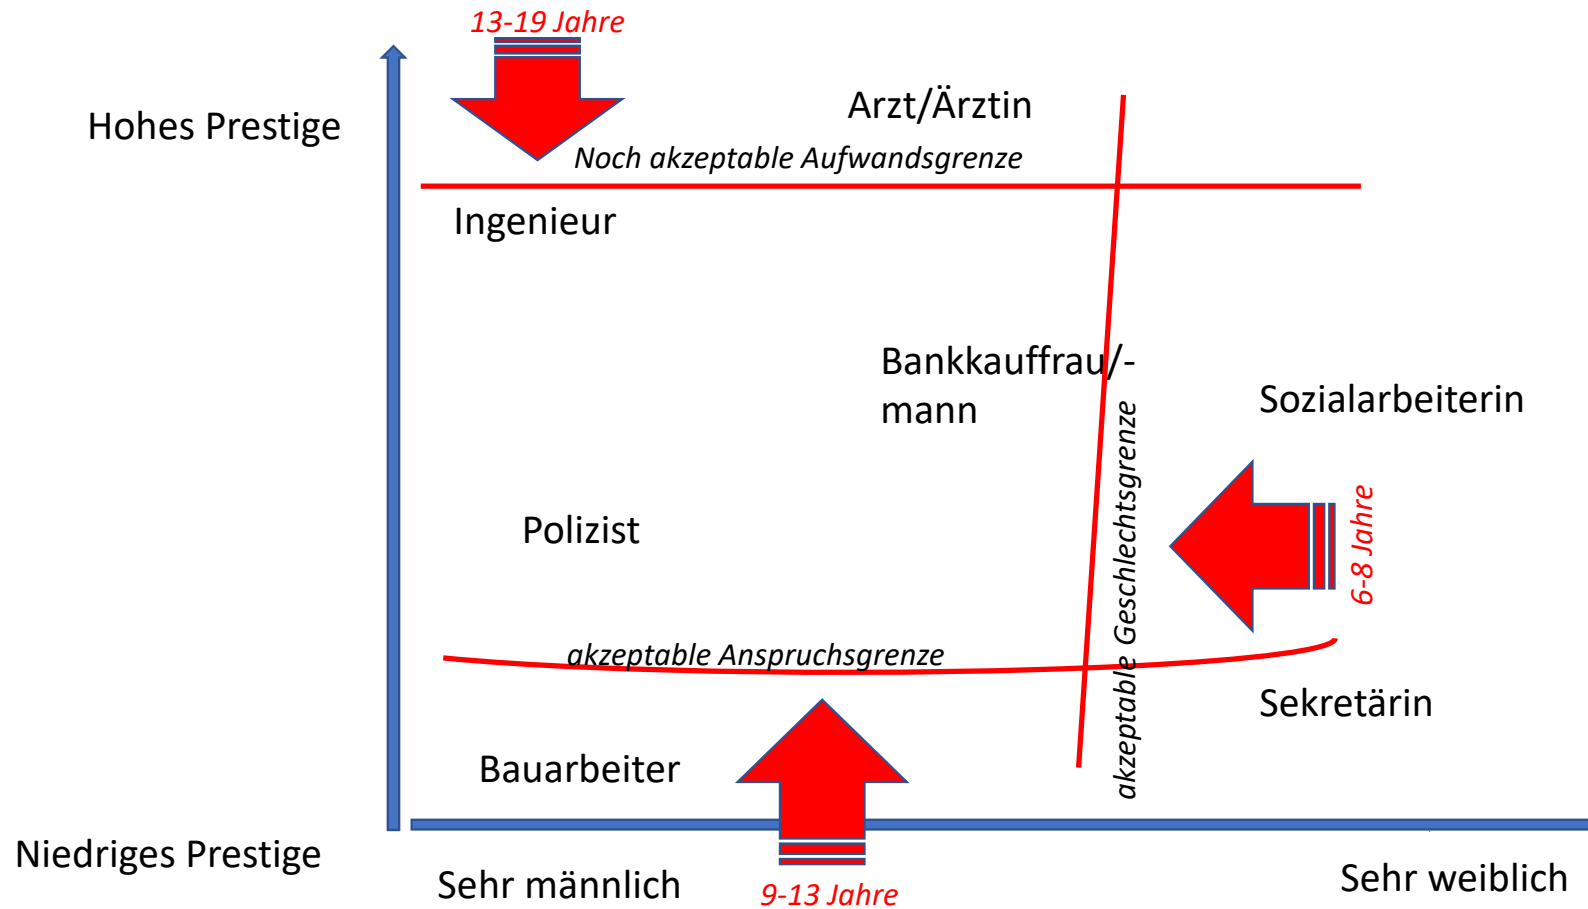 13-19 Jahre
Hohes Prestige
Arzt/Ärztin
Noch akzeptable Aufwandsgrenze
Ingenieur
Bankkauffrau/-
mann
Sozialarbeiterin
akzeptable Geschlechtsgrenze
6-8 Jahre
Polizist
akzeptable Anspruchsgrenze
Sekretärin
Bauarbeiter
Niedriges Prestige
Sehr männlich
9-13 Jahre
Sehr weiblich